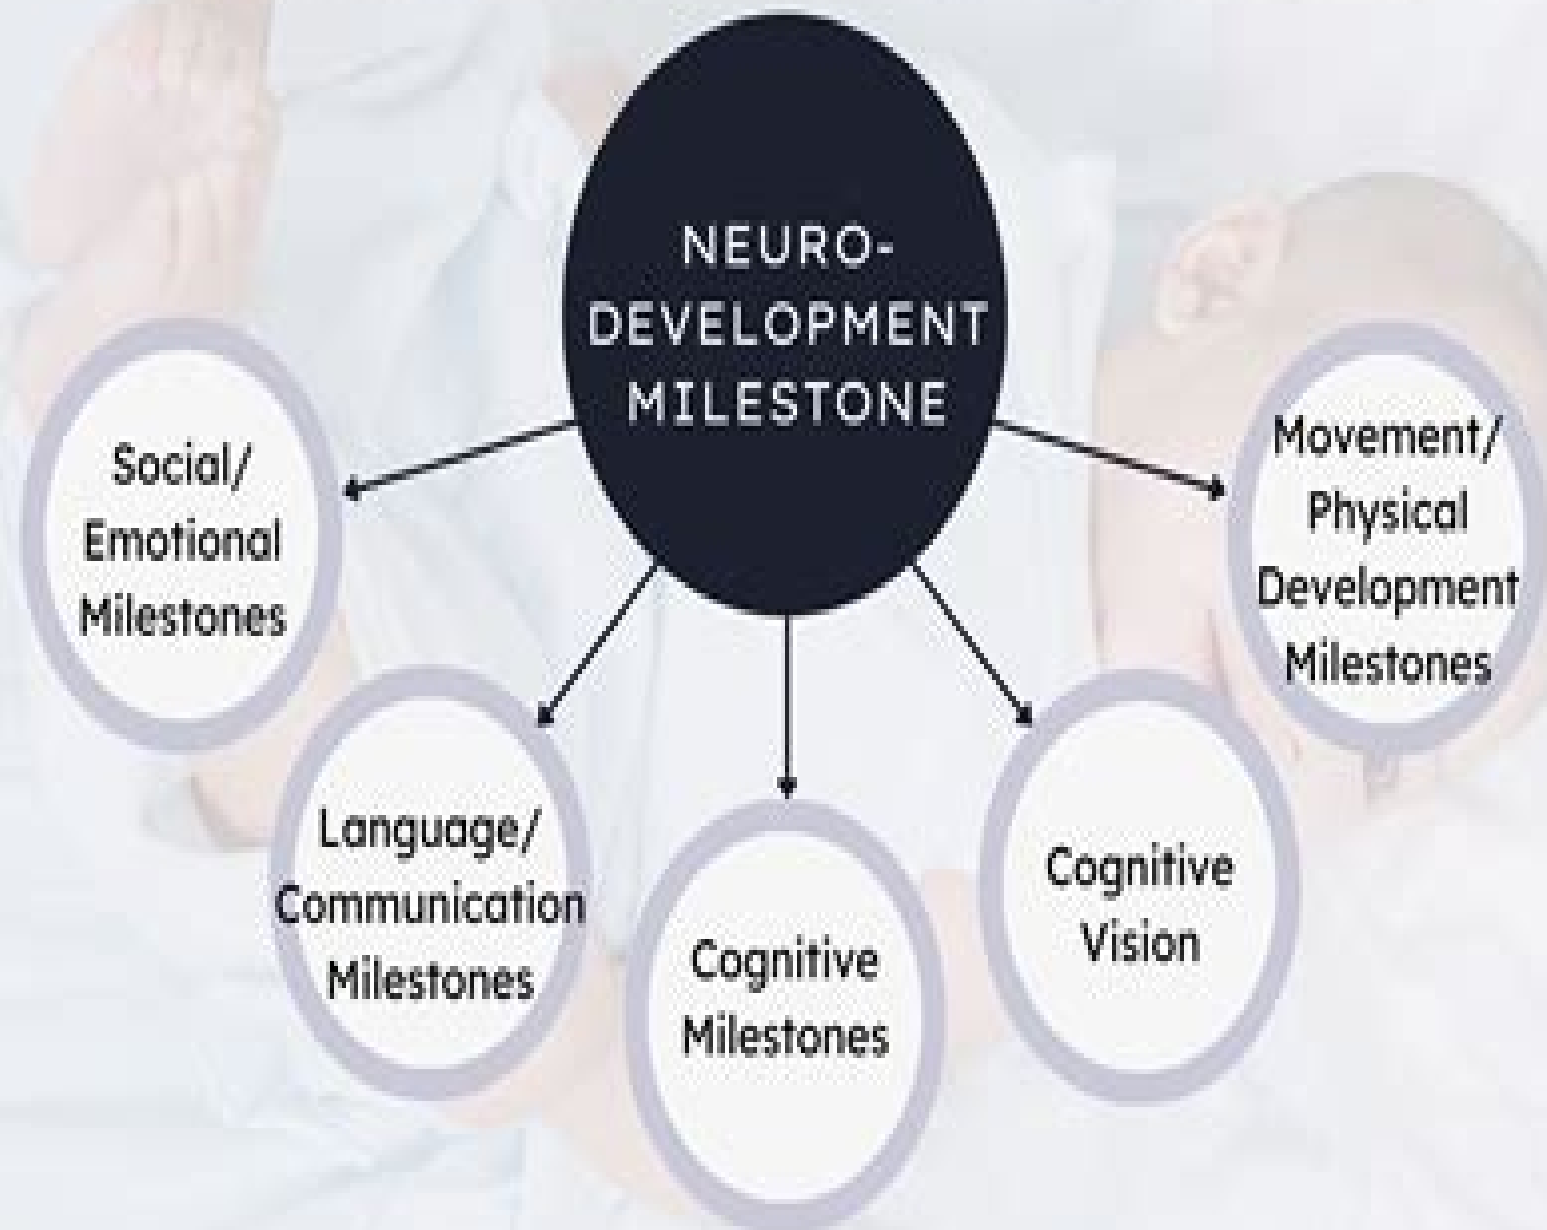 NEURO-
DEVELOPMENT
MILESTONE
Social/
Emotional
Milestones
Language/
Communication
Milestones
Cognitive
Milestones
Cognitive
Vision
Movement/
Physical
Development
Milestones